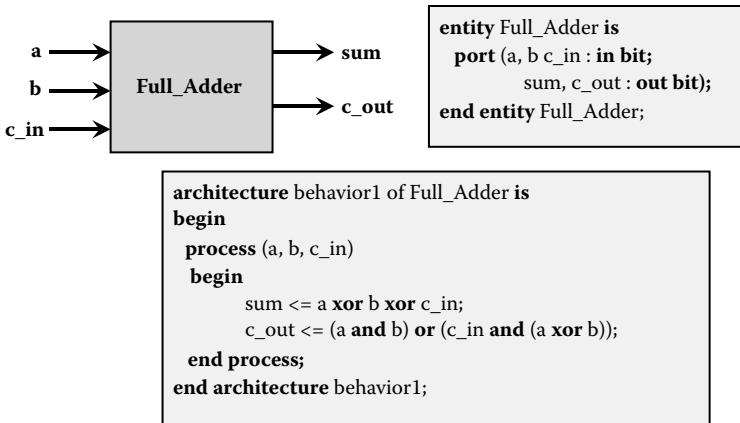 a
b
c_in
Full_Adder
sum
c_out
entity Full_Adder is
port (a, b c_in : in bit;
sum, c_out : out bit);
end entity Full_Adder;
architecture behavior1 of Full_Adder is
begin
process (a, b, c_in)
begin
sum <= a xor b xor c_in;
c_out <= (a and b) or (c_in and (a xor b));
end process;
end architecture behavior1;